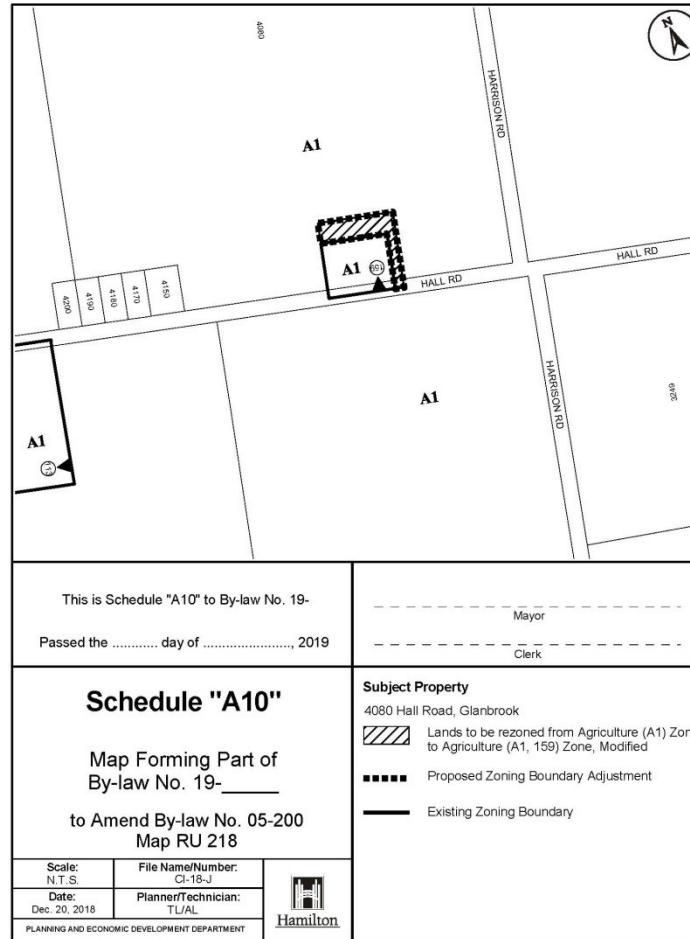 4080
N
HARRISON RD
A1
A1
159
HALL RD
HALL RD
4200
4190
4180
4170
4150
A1
HARRISON RD
3249
A1
113
This is Schedule "A10" to By-law No. 19-
Passed the ............ day of ......................, 2019
Mayor
Clerk
Schedule "A10"
Map Forming Part of
By-law No. 19-_____
to Amend By-law No. 05-200
Map RU 218
Scale:
N.T.S.
File Name/Number:
CI-18-J
Date:
Dec. 20, 2018
Planner/Technician:
TL/AL
PLANNING AND ECONOMIC DEVELOPMENT DEPARTMENT
Hamilton
Subject Property
4080 Hall Road, Glanbrook
Lands to be rezoned from Agriculture (A1) Zon
to Agriculture (A1, 159) Zone, Modified
Proposed Zoning Boundary Adjustment
Existing Zoning Boundary